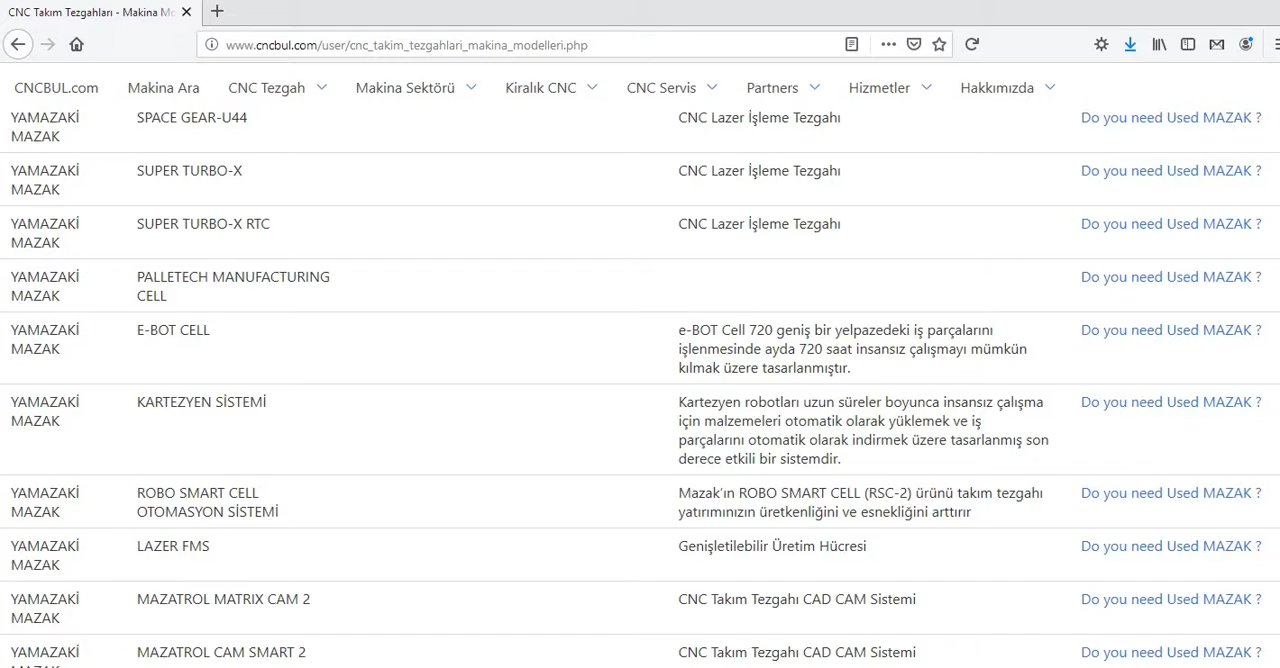 CNC Takım Tezgahları - Makina Mo
www.cncbul.com/user/cnc_takim_tezgahlari_makina_modelleri.php
CNCBUL.com Makina Ara CNC Tezgah Makina Sektörü Kiralık CNC CNC Servis Partners Hizmetler Hakkımızda
YAMAZAKİ SPACE GEAR-U44 CNC Lazer İşleme Tezgahı Do you need Used MAZAK ?
MAZAK
YAMAZAKİ SUPER TURBO-X CNC Lazer İşleme Tezgahı Do you need Used MAZAK ?
MAZAK
YAMAZAKİ SUPER TURBO-X RTC CNC Lazer İşleme Tezgahı Do you need Used MAZAK ?
MAZAK
YAMAZAKİ PALLETECH MANUFACTURING Do you need Used MAZAK ?
MAZAK CELL
YAMAZAKİ E-BOT CELL e-BOT Cell 720 geniş bir yelpazedeki iş parçalarını Do you need Used MAZAK ?
MAZAK işlenmesinde ayda 720 saat insansız çalışmayı mümkün
kılmak üzere tasarlanmıştır.
YAMAZAKİ KARTEZYEN SİSTEMİ Kartezyen robotları uzun süreler boyunca insansız çalışma Do you need Used MAZAK ?
MAZAK için malzemeleri otomatik olarak yüklemek ve iş
parçalarını otomatik olarak indirmek üzere tasarlanmış son
derece etkili bir sistemdir.
YAMAZAKİ ROBO SMART CELL Mazak’ın ROBO SMART CELL (RSC-2) ürünü takım tezgahı Do you need Used MAZAK ?
MAZAK OTOMASYON SİSTEMİ yatırımınızın üretkenliğini ve esnekliğini arttırır
YAMAZAKİ LAZER FMS Genişletilebilir Üretim Hücresi Do you need Used MAZAK ?
MAZAK
YAMAZAKİ MAZATROL MATRIX CAM 2 CNC Takım Tezgahı CAD CAM Sistemi Do you need Used MAZAK ?
MAZAK
YAMAZAKİ MAZATROL CAM SMART 2 CNC Takım Tezgahı CAD CAM Sistemi Do you need Used MAZAK ?